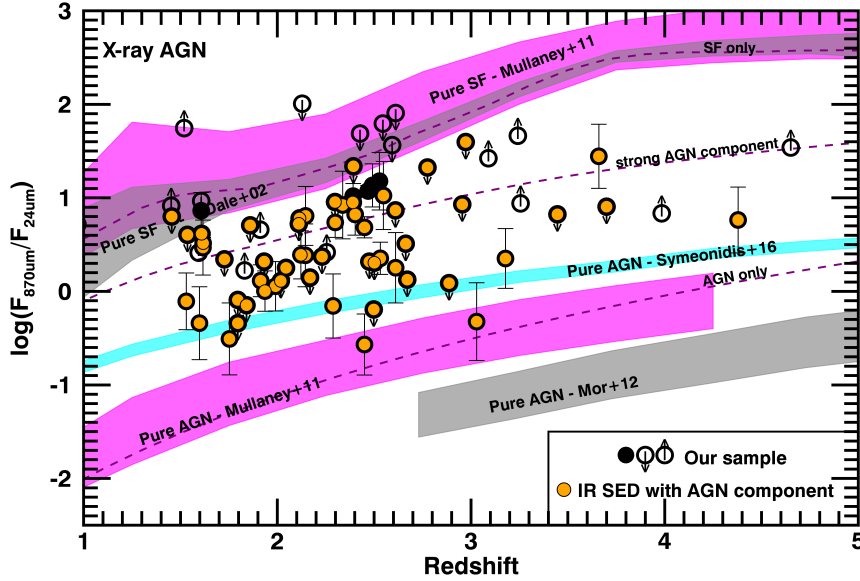 X-ray AGN
3
2
1
0
-1
-2
log(F870um/F24um)
Pure SF - Mullaney+11
SF only
strong AGN component
Pure SF
Dale+02
Pure AGN - Symeonidis+16
AGN only
Pure AGN - Mullaney+11
Pure AGN - Mor+12
Our sample
IR SED with AGN component
1 2 3 4 5
Redshift